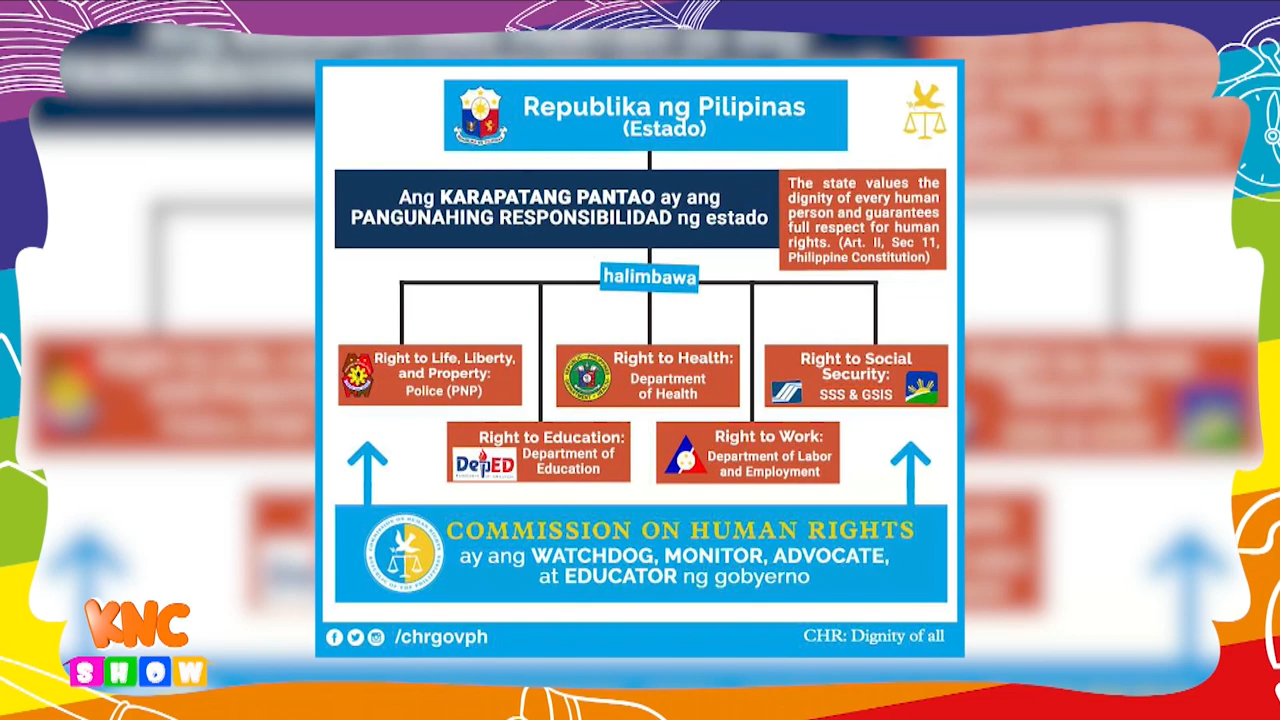 Republika ng Pilipinas
(Estado)
Ang KARAPATANG PANTAO ay ang
PANGUNAHING RESPONSIBILIDAD ng estado
The state values the
dignity of every human
person and guarantees
full respect for human
rights. (Art. II, Sec 11,
Philippine Constitution)
halimbawa
Right to Life, Liberty,
and Property:
Police (PNP)
Right to Health:
Department
of Health
Right to Social
Security:
SSS & GSIS
Right to Education:
Department of
Education
DepED
Right to Work:
Department of Labor
and Employment
COMMISSION ON HUMAN RIGHTS
ay ang WATCHDOG, MONITOR, ADVOCATE,
at EDUCATOR ng gobyerno
/chrgovph
CHR: Dignity of all
KNC
SHOW